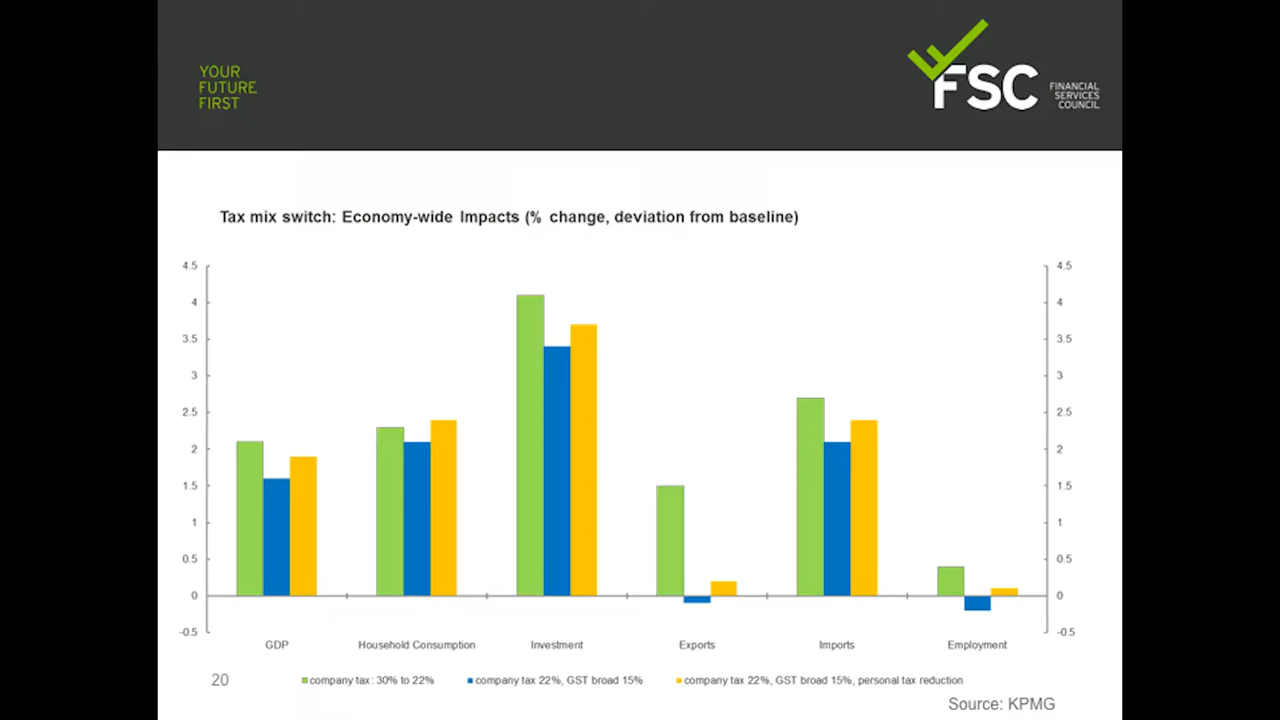 YOUR
FUTURE
FIRST
FSC
FINANCIAL
SERVICES
COUNCIL
Tax mix switch: Economy-wide Impacts (% change, deviation from baseline)
4.5 4.5
4 4
3.5 3.5
3 3
2.5 2.5
2 2
1.5 1.5
1 1
0.5 0.5
0 0
-0.5 -0.5
GDP Household Consumption Investment Exports Imports Employment
20 company tax: 30% to 22% company tax 22%, GST broad 15% company tax 22%, GST broad 15%, personal tax reduction
Source: KPMG